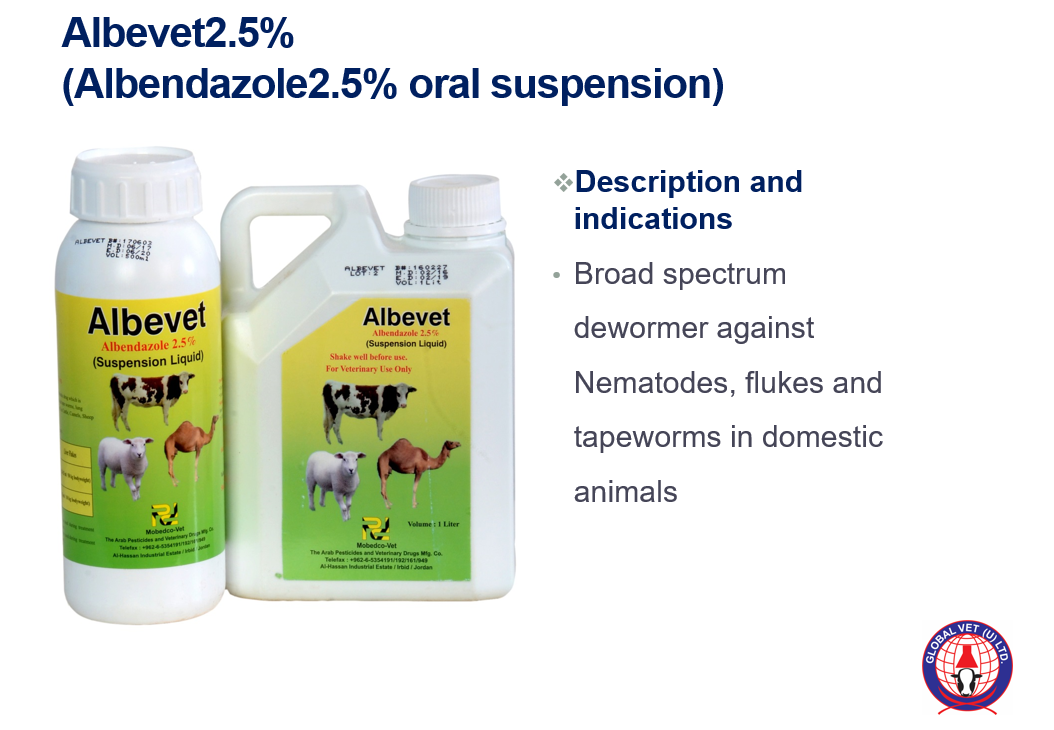 Albevet2.5%
(Albendazole2.5% oral suspension)
Description and
indications
• Broad spectrum
dewormer against
Nematodes, flukes and
tapeworms in domestic
animals
ALBEVET B#:170603
M.D:06/17
E.D:06/20
VOL:500ml
Albevet
Albendazole 2.5%
(Suspension Liquid)
Mobedco-Vet
The Arab Pesticides and Veterinary Drugs Mfg. Co.
Telefax : +962-6-5354191/192/161/949
Al-Hassan Industrial Estate / Irbid / Jordan
ALBEVET B#:160227
LOT:2 M.D:02/16
E.D:02/19
VOL:1Lit
Albevet
Albendazole 2.5%
(Suspension Liquid)
Shake well before use.
For Veterinary Use Only
Volume : 1 Liter
Mobedco-Vet
The Arab Pesticides and Veterinary Drugs Mfg. Co.
Telefax : +962-6-5354191/192/161/949
Al-Hassan Industrial Estate / Irbid / Jordan
GLOBAL VET (U) LTD.